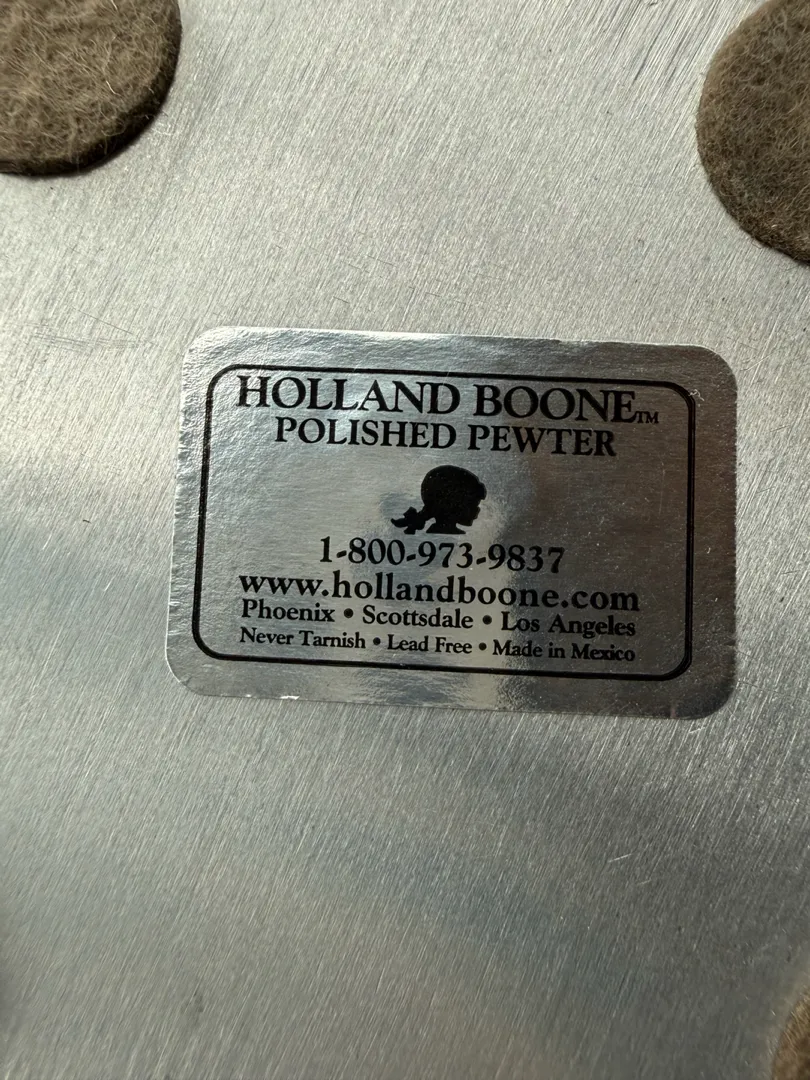 HOLLAND BOONE™
POLISHED PEWTER
1-800-973-9837
www.hollandboone.com
Phoenix • Scottsdale • Los Angeles
Never Tarnish • Lead Free • Made in Mexico